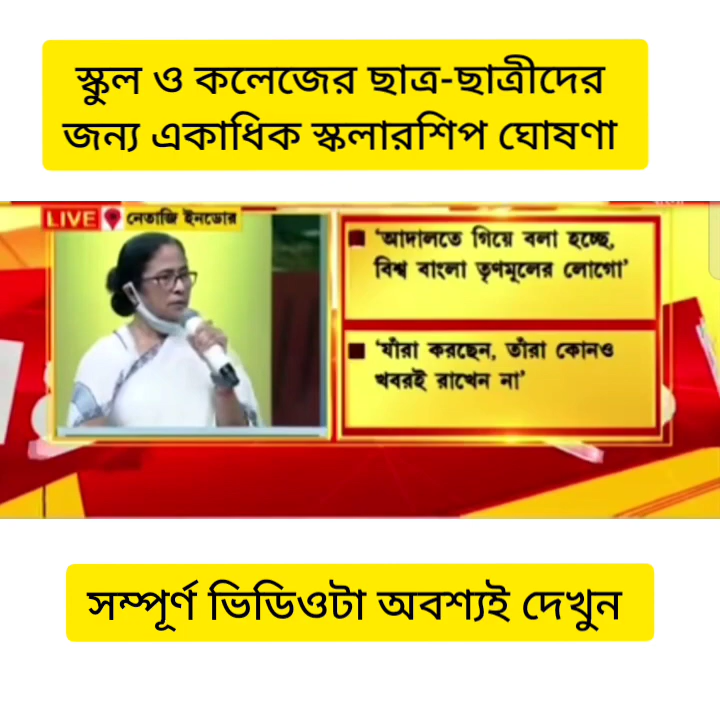 স্কুল ও কলেজের ছাত্র-ছাত্রীদের
জন্য একাধিক স্কলারশিপ ঘোষণা
LIVE নেতাজি ইনডোর
'আদালতে গিয়ে বলা হচ্ছে,
বিশ্ব বাংলা তৃণমূলের লোগো'
'যাঁরা করছেন, তাঁরা কোনও
খবরই রাখেন না'
সম্পূর্ণ ভিডিওটা অবশ্যই দেখুন